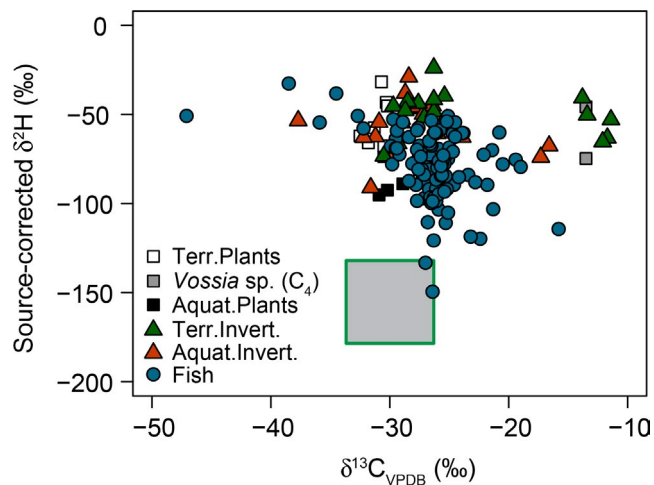 Source-corrected δ²H (‰)
0
−50
−100
−150
−200
Terr.Plants
Vossia sp. (C₄)
Aquat.Plants
Terr.Invert.
Aquat.Invert.
Fish
−50 −40 −30 −20 −10
δ¹³C_VPDB (‰)